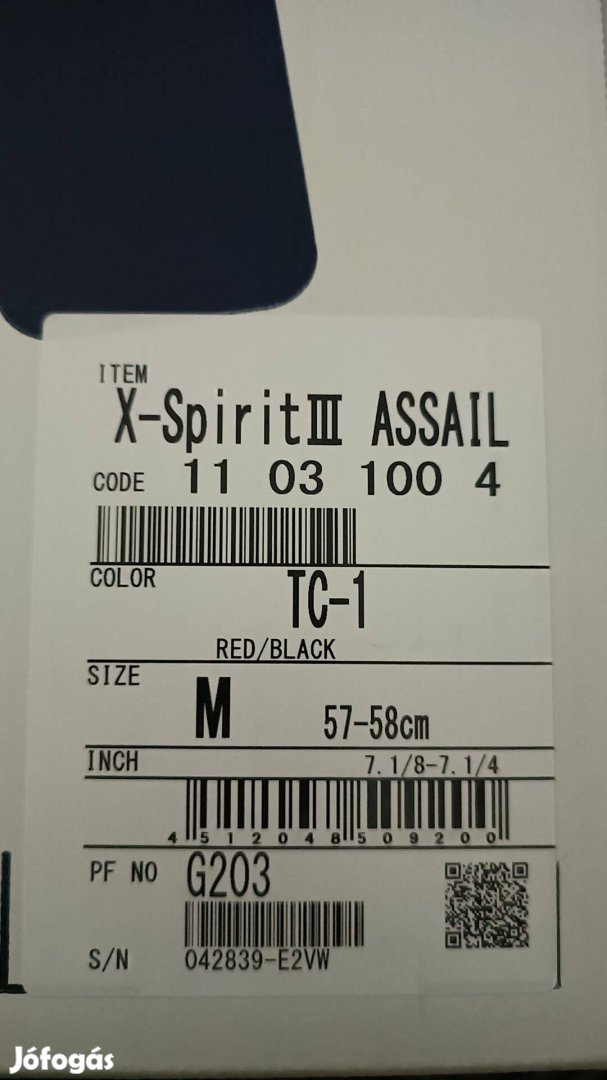 ITEM
X-SpiritⅢ ASSAIL
CODE 11 03 100 4
COLOR
TC-1
RED/BLACK
SIZE
M 57-58cm
INCH 7.1/8-7.1/4
4 512048 509200
PF NO G203
S/N 042839-E2VW
Jófogás